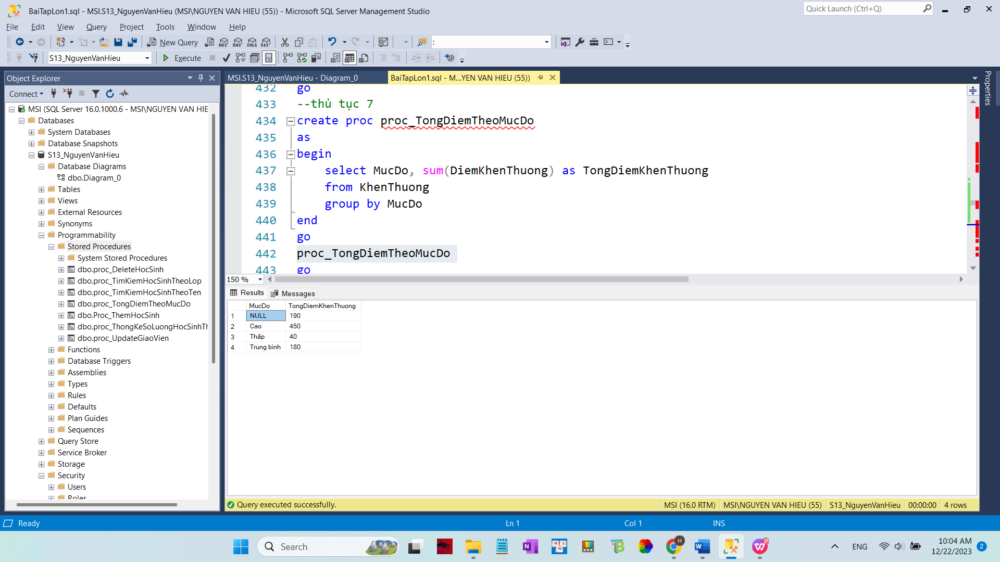 BaiTapLon1.sql - MSI.S13_NguyenVanHieu (MSI\NGUYEN VAN HIEU (55)) - Microsoft SQL Server Management Studio
Quick Launch (Ctrl+Q)
File Edit View Query Project Tools Window Help
New Query MDX DMX XMLA DAX :
S13_NguyenVanHieu Execute
Object Explorer
Connect
MSI (SQL Server 16.0.1000.6 - MSI\NGUYEN VAN HIE
Databases
System Databases
Database Snapshots
S13_NguyenVanHieu
Database Diagrams
dbo.Diagram_0
Tables
Views
External Resources
Synonyms
Programmability
Stored Procedures
System Stored Procedures
dbo.proc_DeleteHocSinh
dbo.proc_TimKiemHocSinhTheoLop
dbo.proc_TimKiemHocSinhTheoTen
dbo.proc_TongDiemTheoMucDo
dbo.Proc_ThemHocSinh
dbo.proc_ThongKeSoLuongHocSinhTh
dbo.proc_UpdateGiaoVien
Functions
Database Triggers
Assemblies
Types
Rules
Defaults
Plan Guides
Sequences
Query Store
Service Broker
Storage
Security
Users
Roles
MSI.S13_NguyenVanHieu - Diagram_0
BaiTapLon1.sql - M...YEN VAN HIEU (55))
Properties
432 go
433 --thủ tục 7
434 create proc proc_TongDiemTheoMucDo
435 as
436 begin
437 select MucDo, sum(DiemKhenThuong) as TongDiemKhenThuong
438 from KhenThuong
439 group by MucDo
440 end
441 go
442 proc_TongDiemTheoMucDo
443 go
150 %
Results Messages
MucDo TongDiemKhenThuong
1 NULL 190
2 Cao 450
3 Thấp 40
4 Trung bình 180
Query executed successfully.
MSI (16.0 RTM) MSI\NGUYEN VAN HIEU (55) S13_NguyenVanHieu 00:00:00 4 rows
Ready Ln 1 Col 1 INS
Search
ENG
10:04 AM
12/22/2023
2